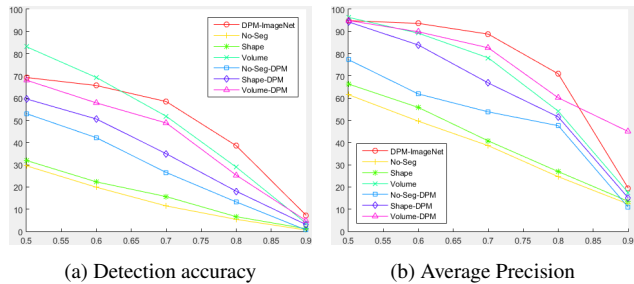 100
90
80
70
60
50
40
30
20
10
0
0.5 0.55 0.6 0.65 0.7 0.75 0.8 0.85 0.9
DPM-ImageNet
No-Seg
Shape
Volume
No-Seg-DPM
Shape-DPM
Volume-DPM
(a) Detection accuracy
100
90
80
70
60
50
40
30
20
10
0
0.5 0.55 0.6 0.65 0.7 0.75 0.8 0.85 0.9
DPM-ImageNet
No-Seg
Shape
Volume
No-Seg-DPM
Shape-DPM
Volume-DPM
(b) Average Precision